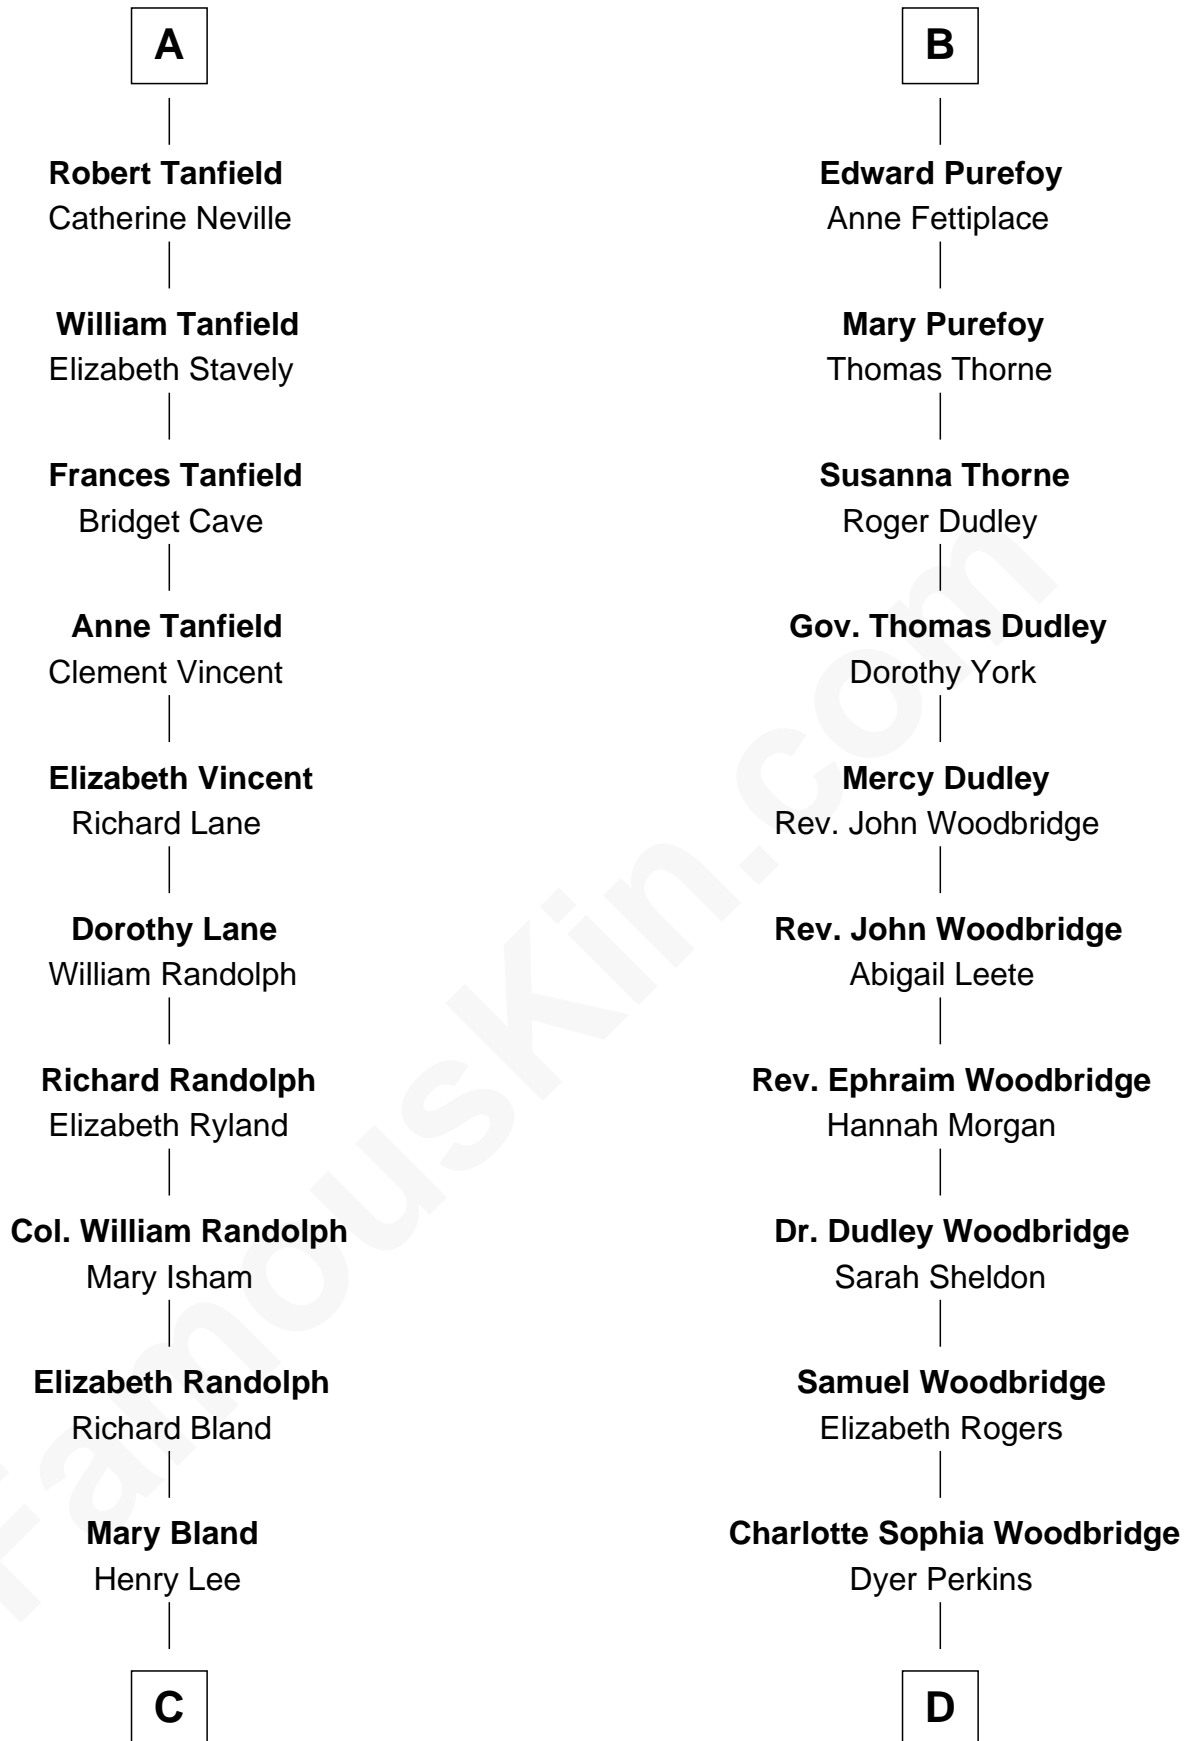 A
Robert Tanfield
Catherine Neville
William Tanfield
Elizabeth Stavely
Frances Tanfield
Bridget Cave
Anne Tanfield
Clement Vincent
Elizabeth Vincent
Richard Lane
Dorothy Lane
William Randolph
Richard Randolph
Elizabeth Ryland
Col. William Randolph
Mary Isham
Elizabeth Randolph
Richard Bland
Mary Bland
Henry Lee
C
B
Edward Purefoy
Anne Fettiplace
Mary Purefoy
Thomas Thorne
Susanna Thorne
Roger Dudley
Gov. Thomas Dudley
Dorothy York
Mercy Dudley
Rev. John Woodbridge
Rev. John Woodbridge
Abigail Leete
Rev. Ephraim Woodbridge
Hannah Morgan
Dr. Dudley Woodbridge
Sarah Sheldon
Samuel Woodbridge
Elizabeth Rogers
Charlotte Sophia Woodbridge
Dyer Perkins
D
FamousKin.com